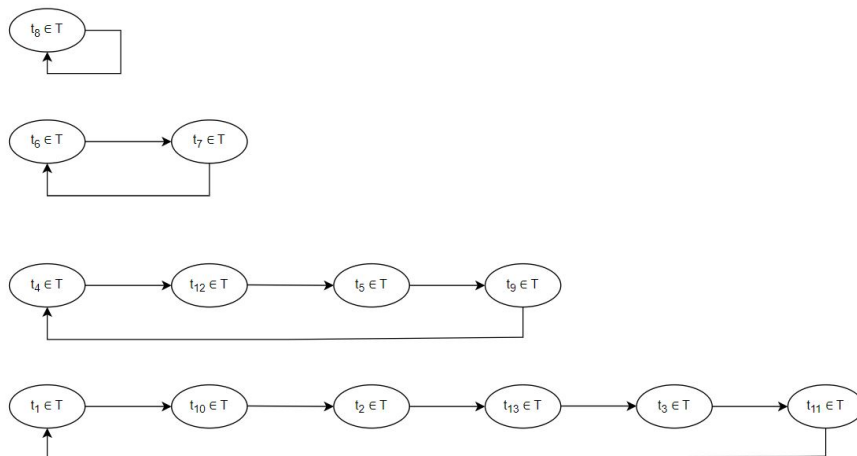 t₈ ∈ T
t₆ ∈ T t₇ ∈ T
t₄ ∈ T t₁₂ ∈ T t₅ ∈ T t₉ ∈ T
t₁ ∈ T t₁₀ ∈ T t₂ ∈ T t₁₃ ∈ T t₃ ∈ T t₁₁ ∈ T